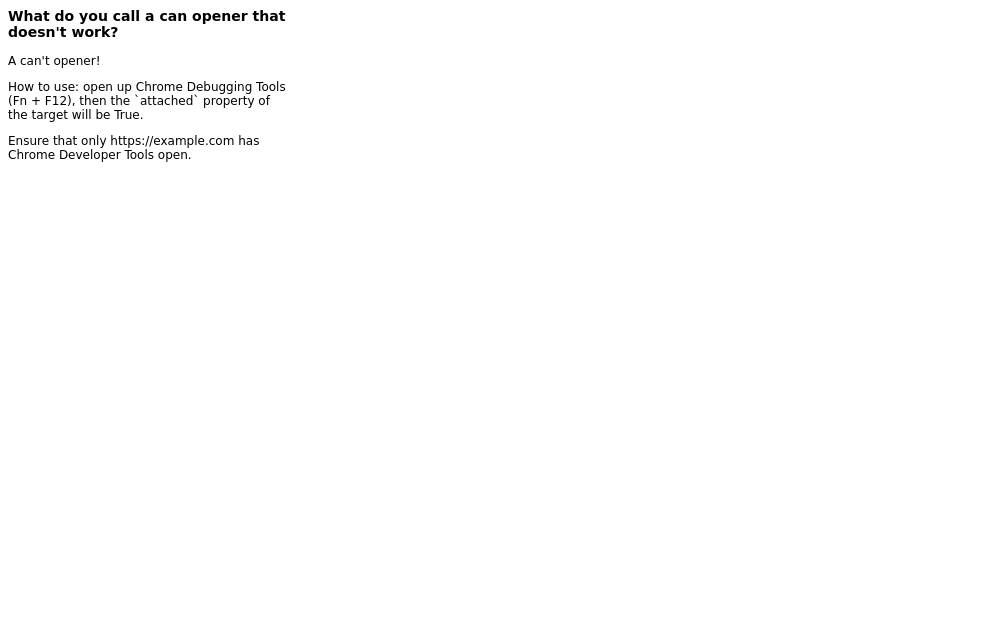 What do you call a can opener that
doesn't work?
A can't opener!
How to use: open up Chrome Debugging Tools
(Fn + F12), then the `attached` property of
the target will be True.
Ensure that only https://example.com has
Chrome Developer Tools open.